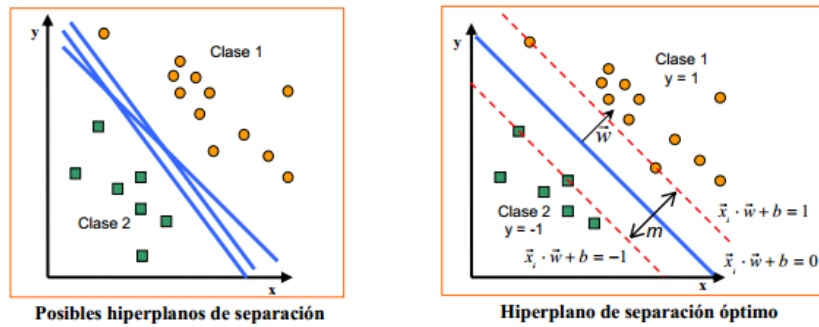 y
Clase 1
Clase 2
x
Posibles hiperplanos de separación
y
Clase 1
y = 1
w⃗
Clase 2
y = -1
m
x⃗ᵢ · w⃗ + b = 1
x⃗ᵢ · w⃗ + b = −1
x⃗ᵢ · w⃗ + b = 0
x
Hiperplano de separación óptimo